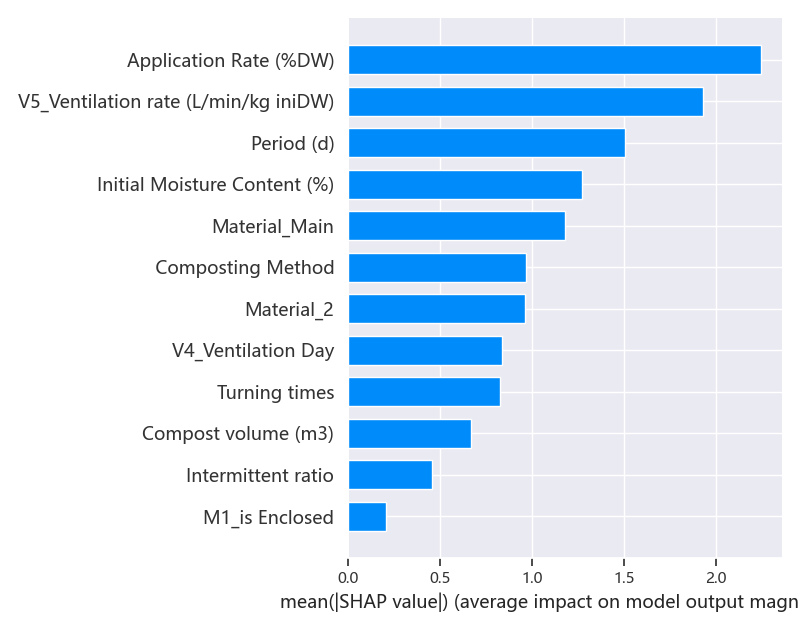 Application Rate (%DW)
V5_Ventilation rate (L/min/kg iniDW)
Period (d)
Initial Moisture Content (%)
Material_Main
Composting Method
Material_2
V4_Ventilation Day
Turning times
Compost volume (m3)
Intermittent ratio
M1_is Enclosed
0.0 0.5 1.0 1.5 2.0
mean(|SHAP value|) (average impact on model output magn